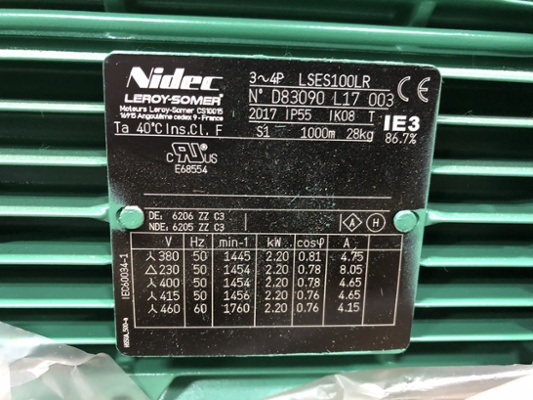 Nidec
LEROY-SOMER
Moteurs Leroy-Somer CS10015
16915 Angoulême cedex 9 - France
3~4P LSES100LR CE
N° D83090 L17 003
2017 IP55 IK08 T IE3
Ta 40°C Ins.Cl. F S1 1000m 28kg 86.7%
c RU US
E68554
DE: 6206 ZZ C3
NDE: 6205 ZZ C3
A H
V Hz min-1 kW cosφ A
⅄ 380 50 1445 2.20 0.81 4.75
△ 230 50 1454 2.20 0.78 8.05
⅄ 400 50 1454 2.20 0.78 4.65
⅄ 415 50 1456 2.20 0.76 4.65
⅄ 460 60 1760 2.20 0.76 4.15
IEC60034-1